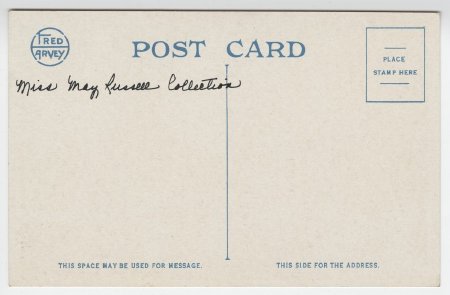 FRED
HARVEY
POST CARD
PLACE
STAMP HERE
Miss May Russell Collection
THIS SPACE MAY BE USED FOR MESSAGE.
THIS SIDE FOR THE ADDRESS.